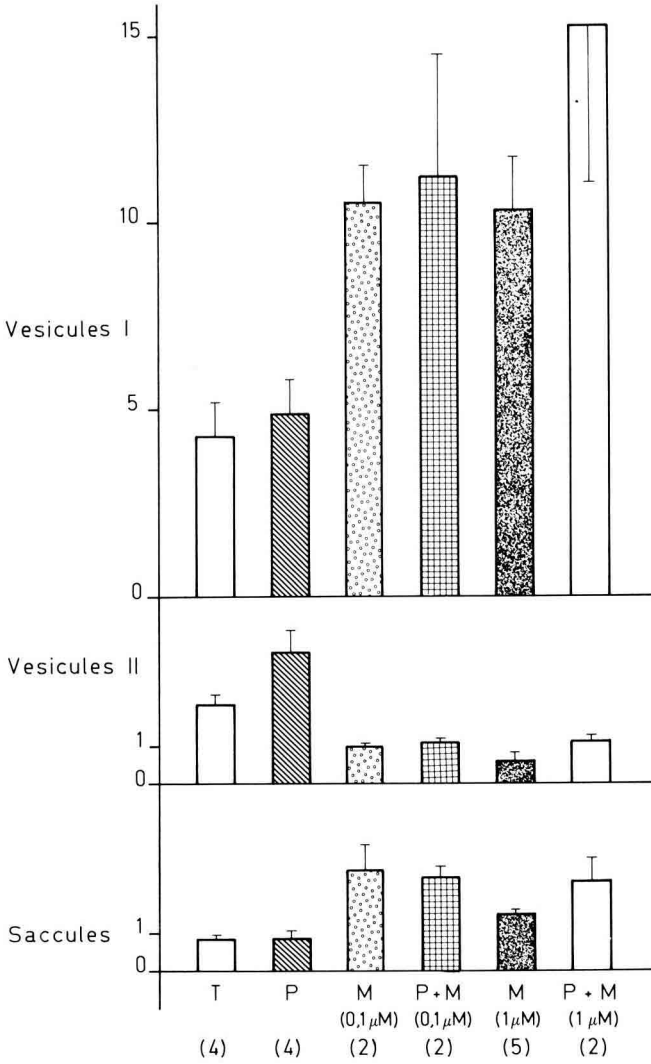 15
10
Vesicules I
5
0
Vesicules II
1
0
Saccules
1
0
T P M P + M M P + M
(0,1 μM) (0,1 μM) (1 μM) (1 μM)
(4) (4) (2) (2) (5) (2)